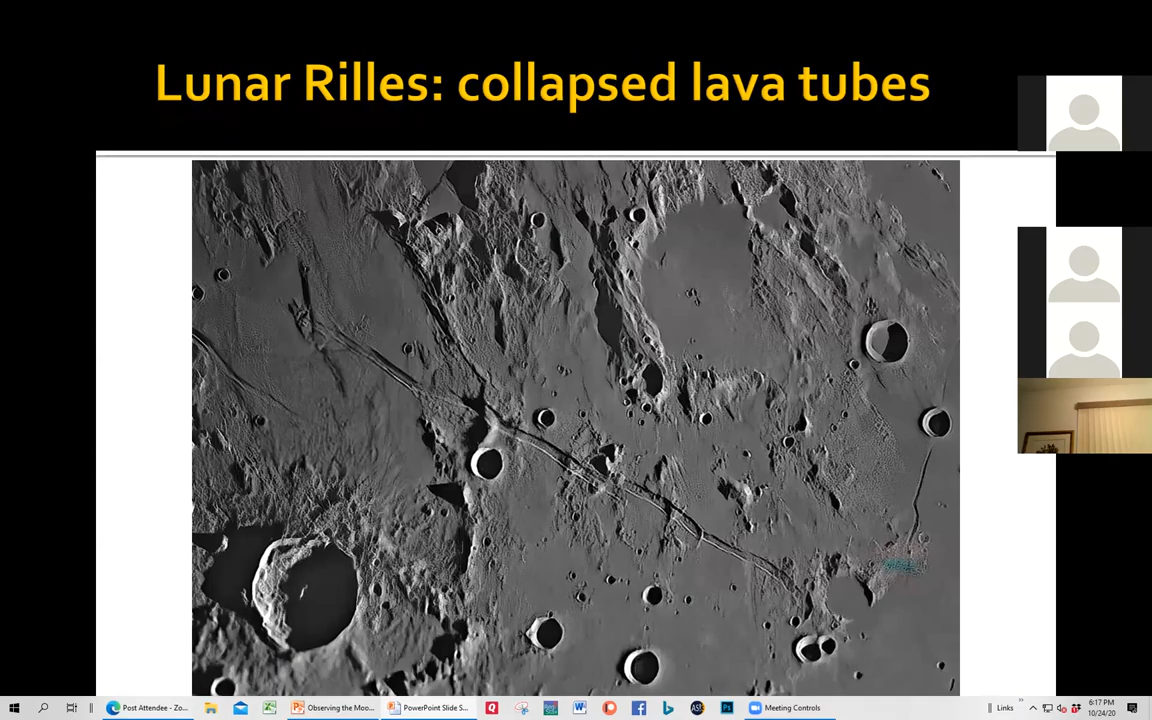 Lunar Rilles: collapsed lava tubes
Post Attendee - Zo...
Observing the Moo...
PowerPoint Slide S...
Meeting Controls
Links
6:17 PM
10/24/20